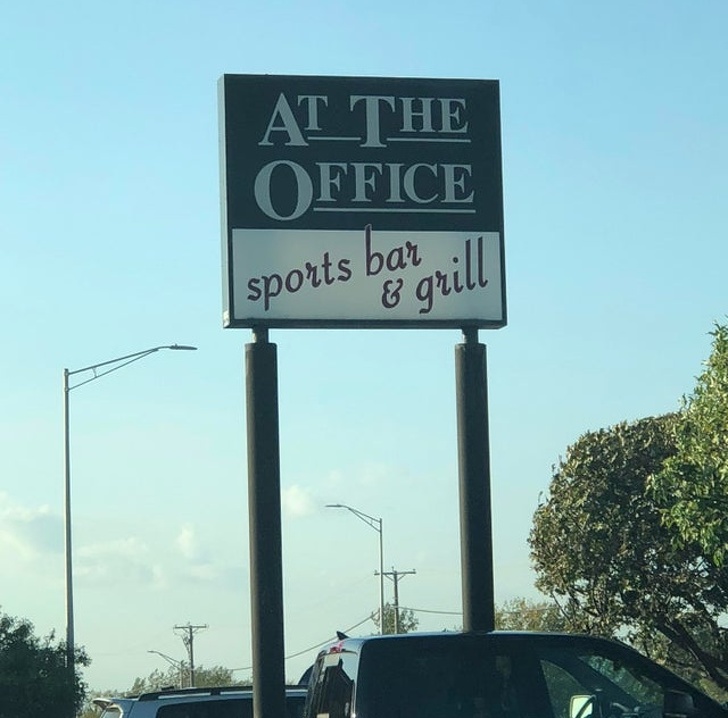 AT THE
OFFICE
sports bar
& grill